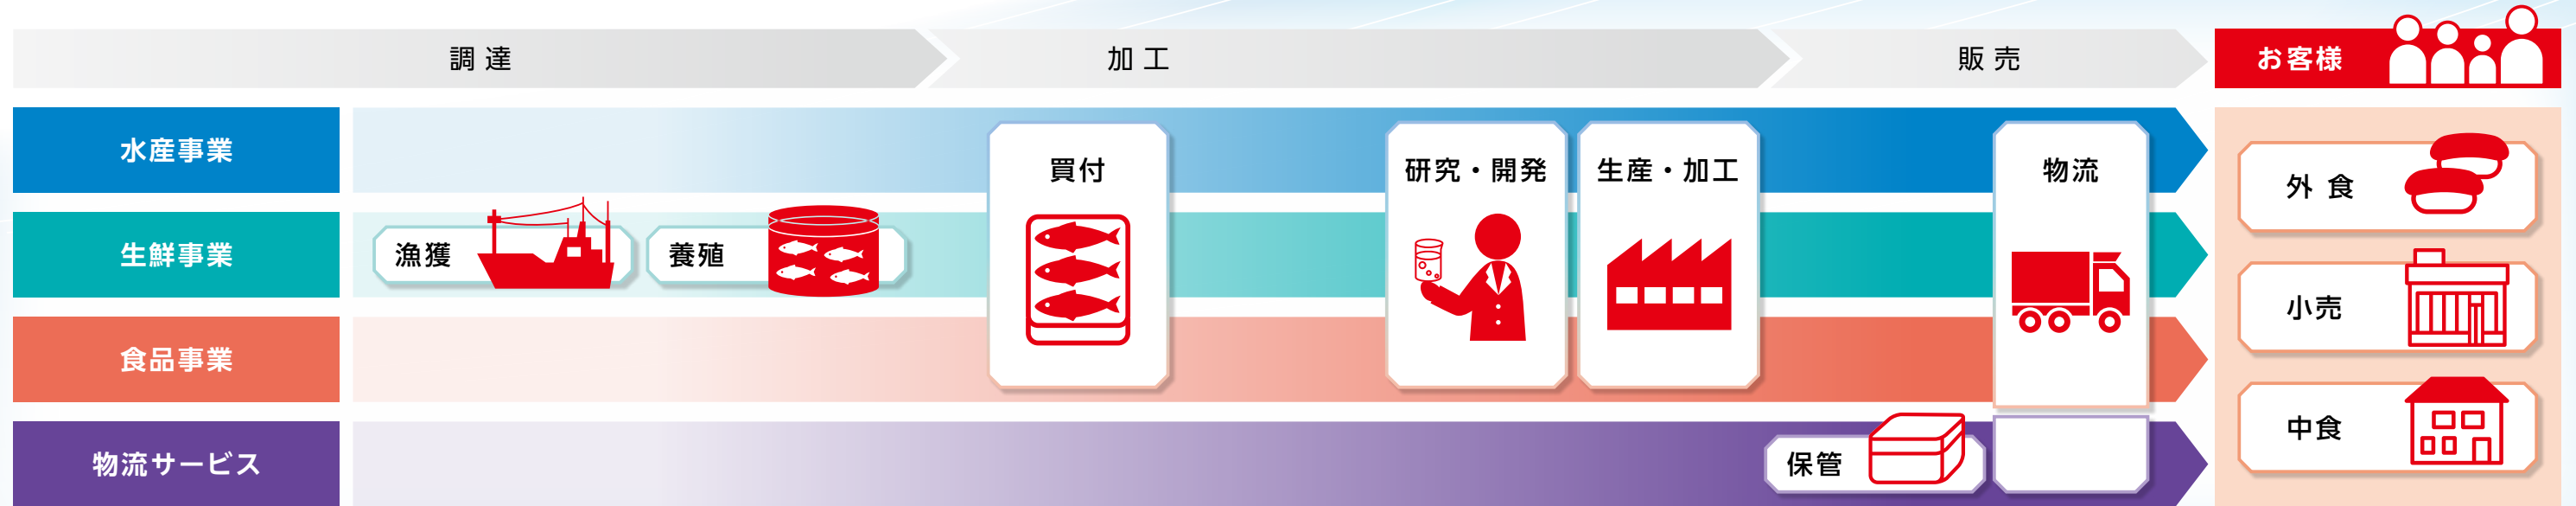 調達
加工
販売
お客様
水産事業
買付
研究・開発
生産・加工
物流
外食
生鮮事業
漁獲
養殖
小売
食品事業
中食
物流サービス
保管